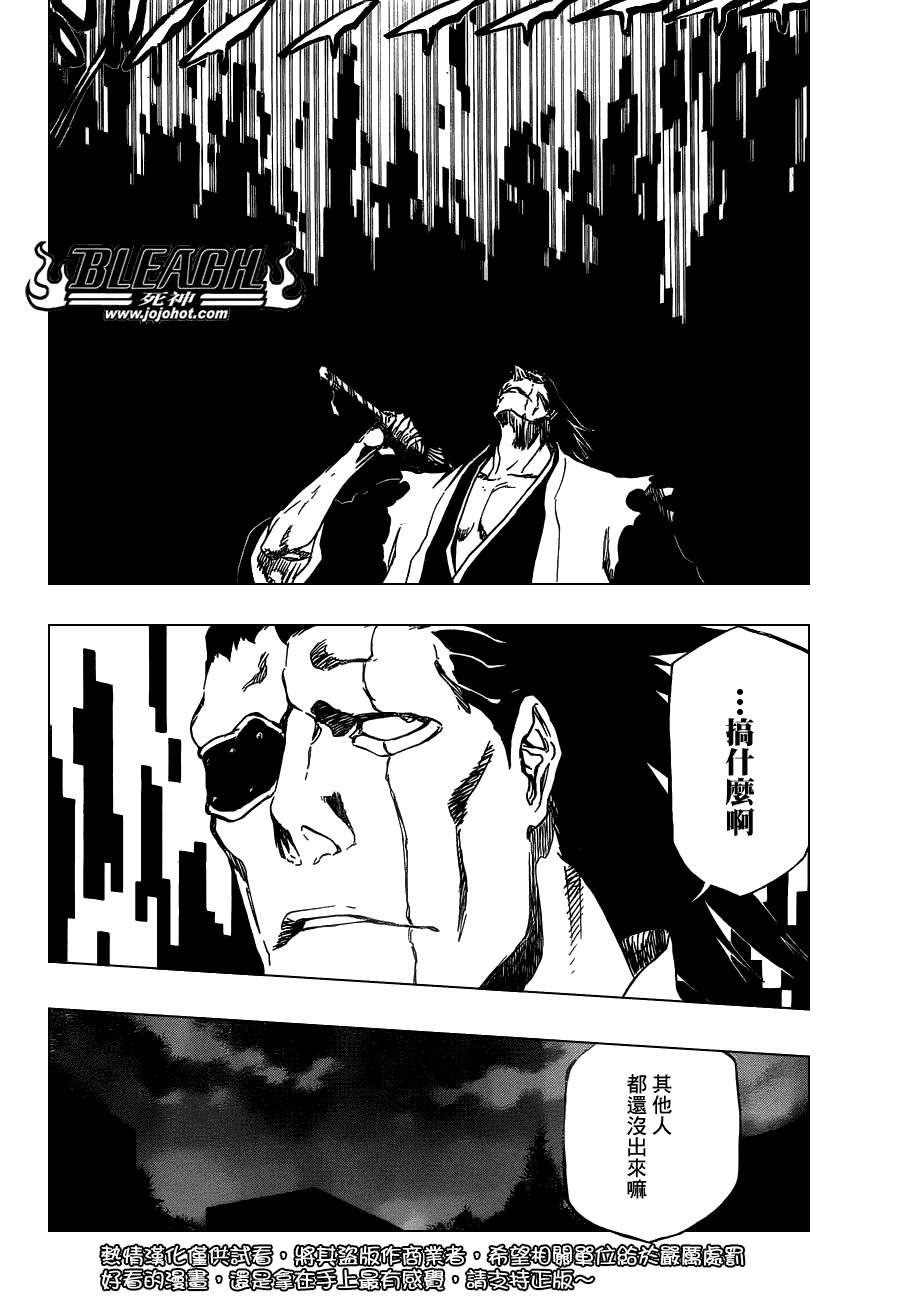 BLEACH
死神
www.jojohot.com
…搞什麼啊
其他人
都還沒出來嘛
熱情漢化僅供試看，將其盜版作商業者，希望相關單位給於嚴厲處罰
好看的漫畫，還是拿在手上最有感覺，請支持正版～